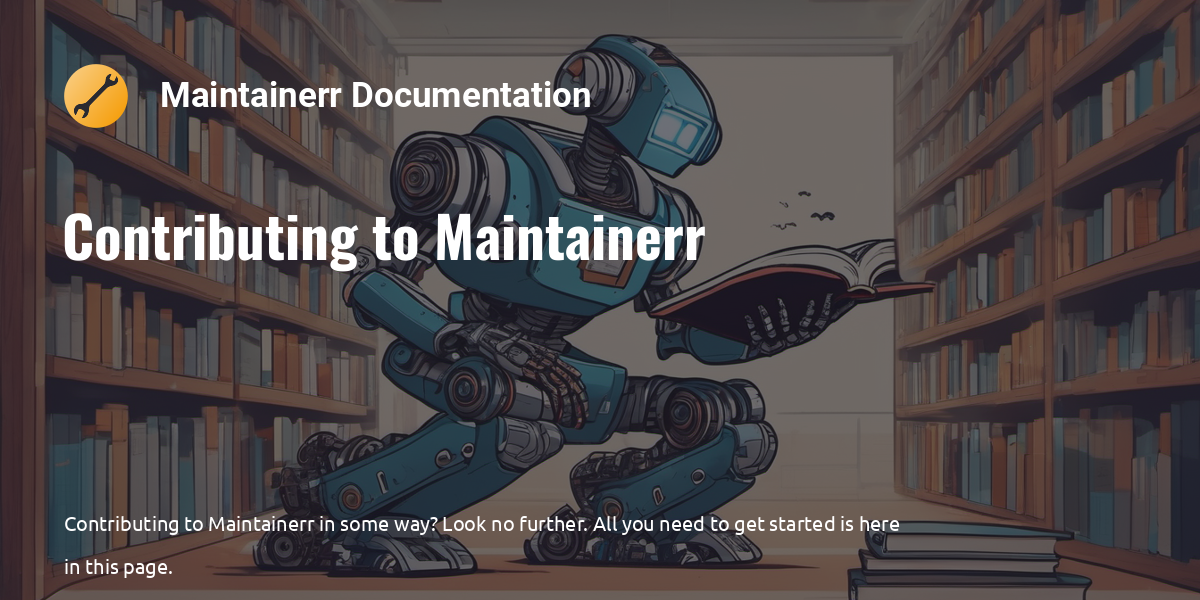 Maintainerr Documentation
Contributing to Maintainerr
Contributing to Maintainerr in some way? Look no further. All you need to get started is here
in this page.